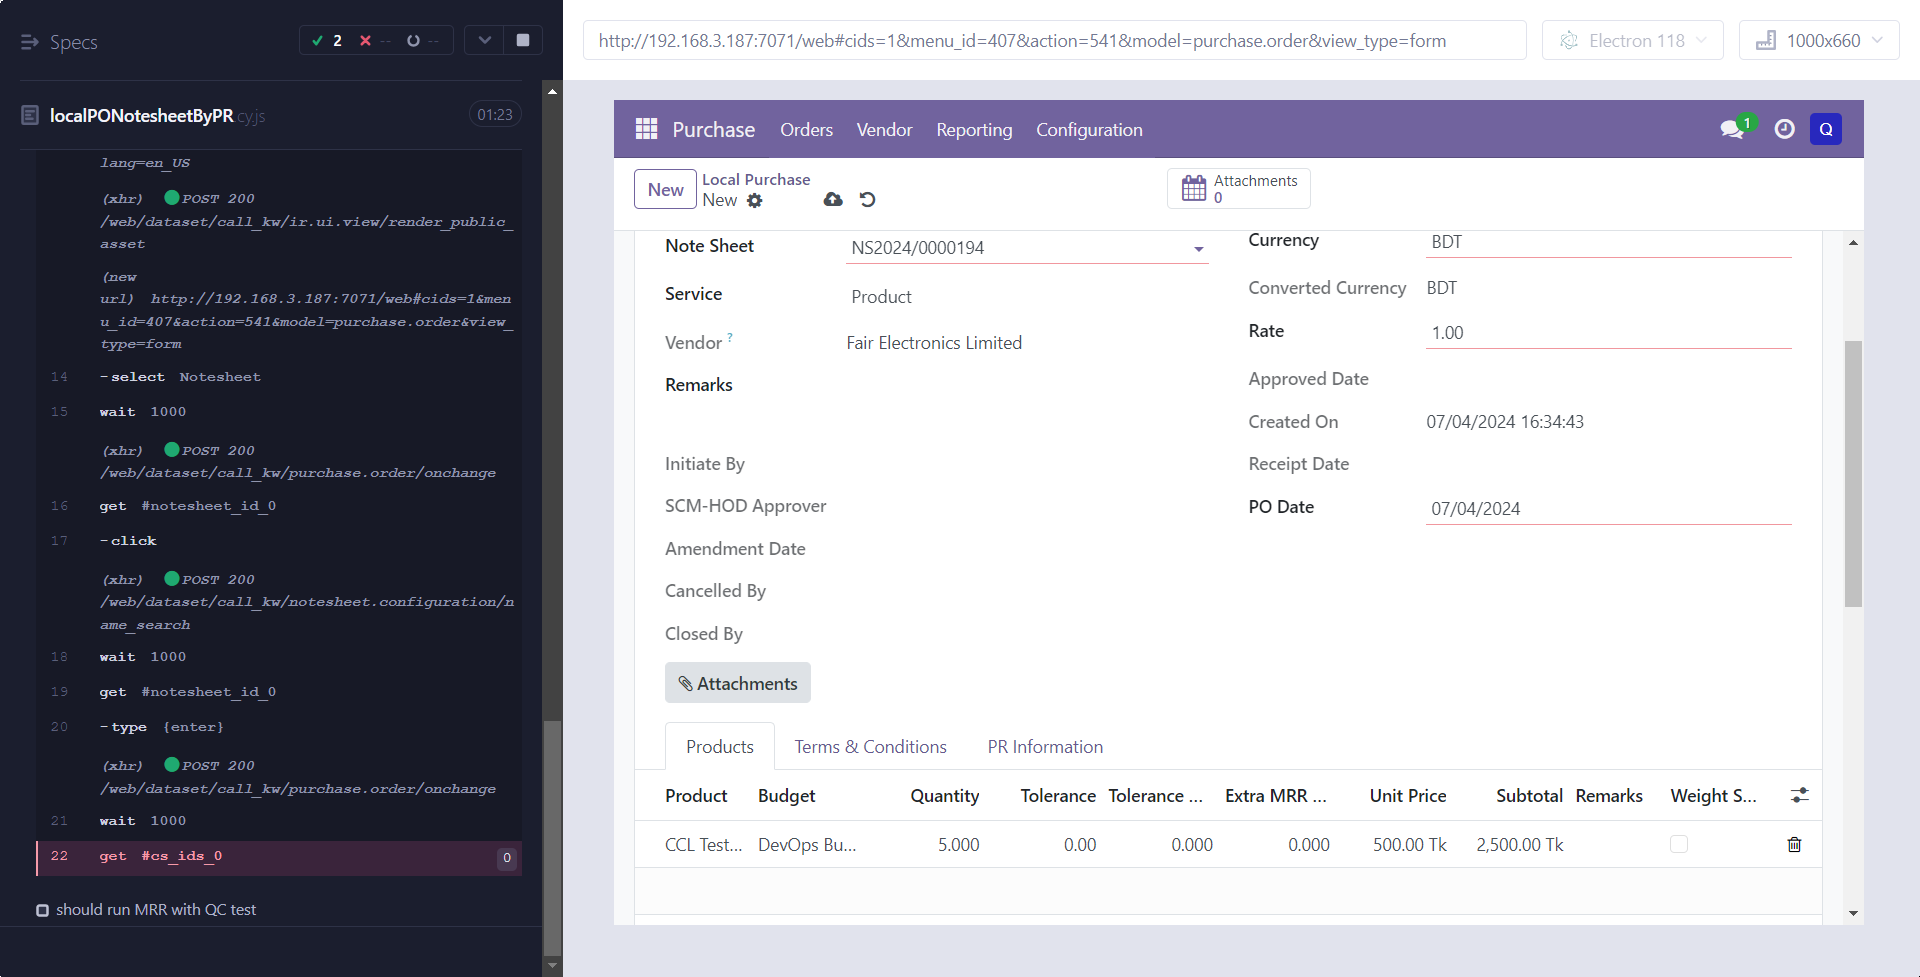 Specs
2 -- --
localPONotesheetByPR cy.js
01:23
lang=en_US
(xhr) POST 200
/web/dataset/call_kw/ir.ui.view/render_public_
asset
(new
url) http://192.168.3.187:7071/web#cids=1&men
u_id=407&action=541&model=purchase.order&view_
type=form
14 -select Notesheet
15 wait 1000
(xhr) POST 200
/web/dataset/call_kw/purchase.order/onchange
16 get #notesheet_id_0
17 -click
(xhr) POST 200
/web/dataset/call_kw/notesheet.configuration/n
ame_search
18 wait 1000
19 get #notesheet_id_0
20 -type {enter}
(xhr) POST 200
/web/dataset/call_kw/purchase.order/onchange
21 wait 1000
22 get #cs_ids_0 0
should run MRR with QC test
http://192.168.3.187:7071/web#cids=1&menu_id=407&action=541&model=purchase.order&view_type=form
Electron 118
1000x660
Purchase Orders Vendor Reporting Configuration
1
Q
New
Local Purchase
New
Attachments
0
Note Sheet NS2024/0000194
Service Product
Vendor ? Fair Electronics Limited
Remarks
Initiate By
SCM-HOD Approver
Amendment Date
Cancelled By
Closed By
Currency BDT
Converted Currency BDT
Rate 1.00
Approved Date
Created On 07/04/2024 16:34:43
Receipt Date
PO Date 07/04/2024
Attachments
Products Terms & Conditions PR Information
Product Budget Quantity Tolerance Tolerance ... Extra MRR ... Unit Price Subtotal Remarks Weight S...
CCL Test... DevOps Bu... 5.000 0.00 0.000 0.000 500.00 Tk 2,500.00 Tk